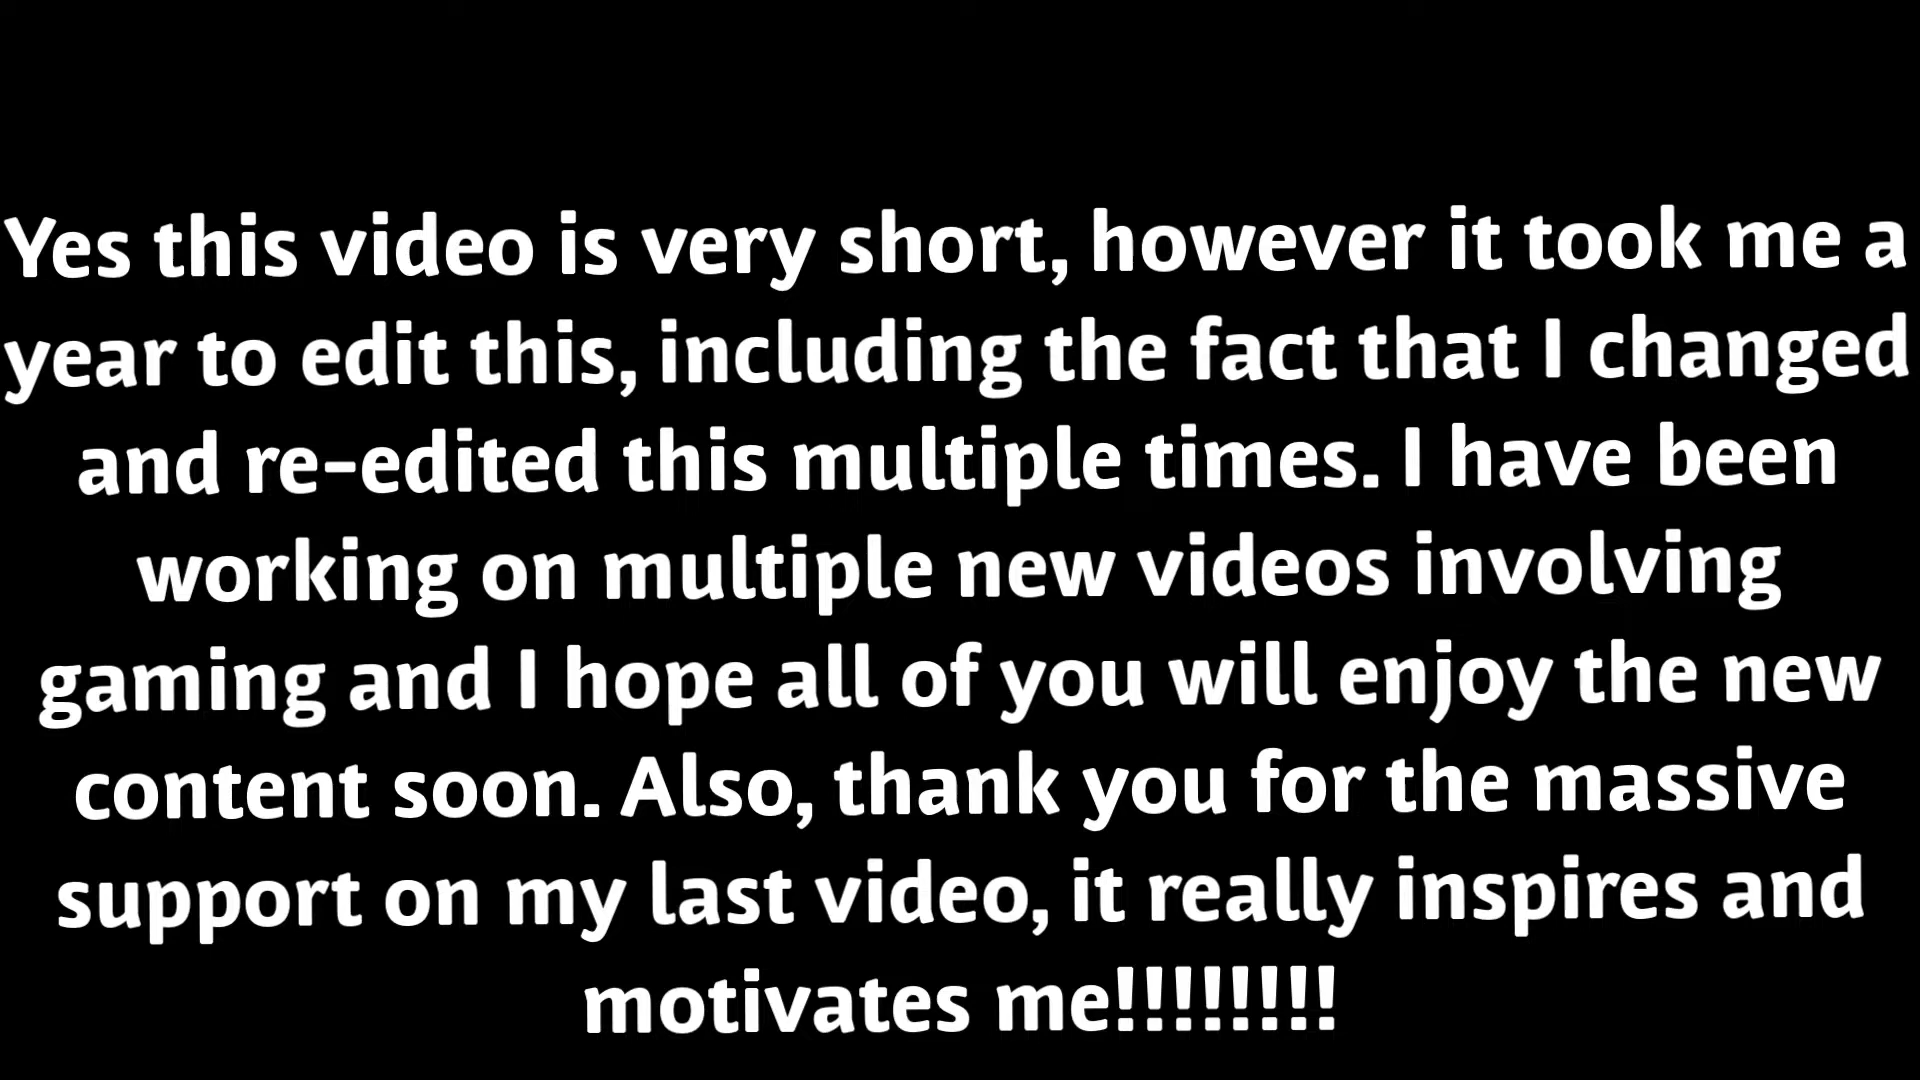 Yes this video is very short, however it took me a
year to edit this, including the fact that I changed
and re-edited this multiple times. I have been
working on multiple new videos involving
gaming and I hope all of you will enjoy the new
content soon. Also, thank you for the massive
support on my last video, it really inspires and
motivates me!!!!!!!!